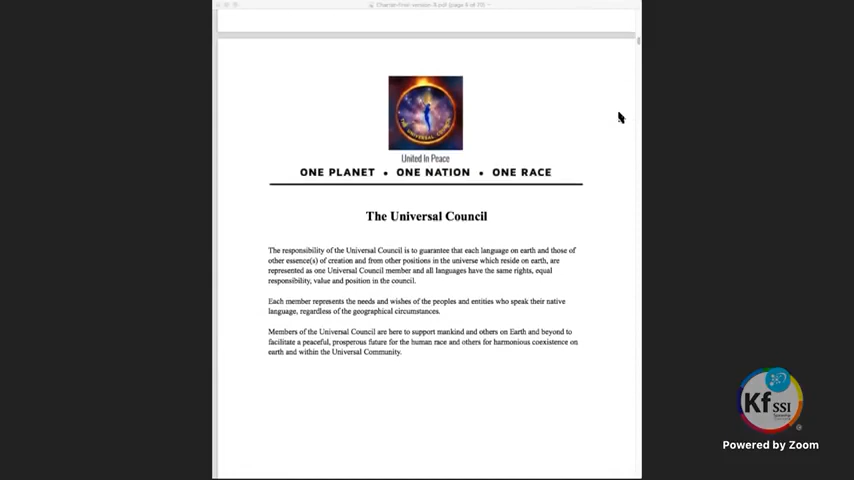 United In Peace
ONE PLANET • ONE NATION • ONE RACE
The Universal Council
The responsibility of the Universal Council is to guarantee that each language on earth and those of
other essence(s) of creation and from other positions in the universe which reside on earth, are
represented as one Universal Council member and all languages have the same rights, equal
responsibility, value and position in the council.
Each member represents the needs and wishes of the peoples and entities who speak their native
language, regardless of the geographical circumstances.
Members of the Universal Council are here to support mankind and others on Earth and beyond to
facilitate a peaceful, prosperous future for the human race and others for harmonious coexistence on
earth and within the Universal Community.
Kf SSI
Powered by Zoom